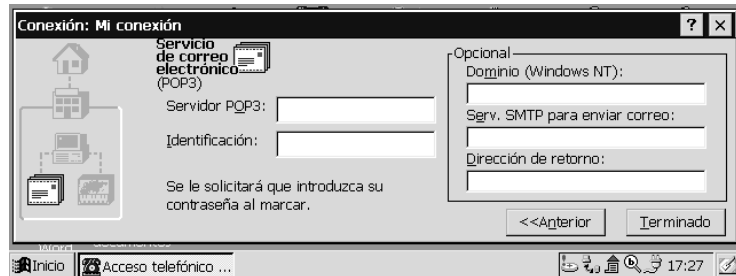 Conexión: Mi conexión
Servicio
de correo
electrónico
(POP3)
Servidor POP3:
Identificación:
Se le solicitará que introduzca su
contraseña al marcar.
Opcional
Dominio (Windows NT):
Serv. SMTP para enviar correo:
Dirección de retorno:
<<Anterior
Terminado
Word
Inicio
Acceso telefónico ...
17:27